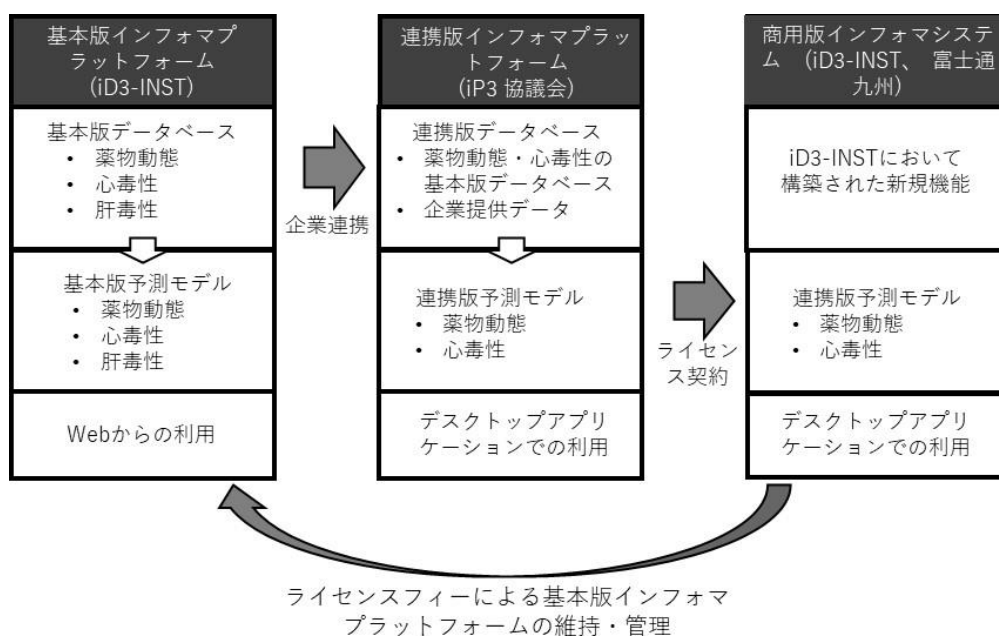 基本版インフォマプ
ラットフォーム
(iD3-INST)
基本版データベース
• 薬物動態
• 心毒性
• 肝毒性
基本版予測モデル
• 薬物動態
• 心毒性
• 肝毒性
Webからの利用
企業連携
連携版インフォマプラッ
トフォーム
(iP3 協議会)
連携版データベース
• 薬物動態・心毒性の
基本版データベース
• 企業提供データ
連携版予測モデル
• 薬物動態
• 心毒性
デスクトップアプリ
ケーションでの利用
ライセン
ス契約
商用版インフォマシステ
ム (iD3-INST、 富士通
九州)
iD3-INSTにおいて
構築された新規機能
連携版予測モデル
• 薬物動態
• 心毒性
デスクトップアプリ
ケーションでの利用
ライセンスフィーによる基本版インフォマ
プラットフォームの維持・管理